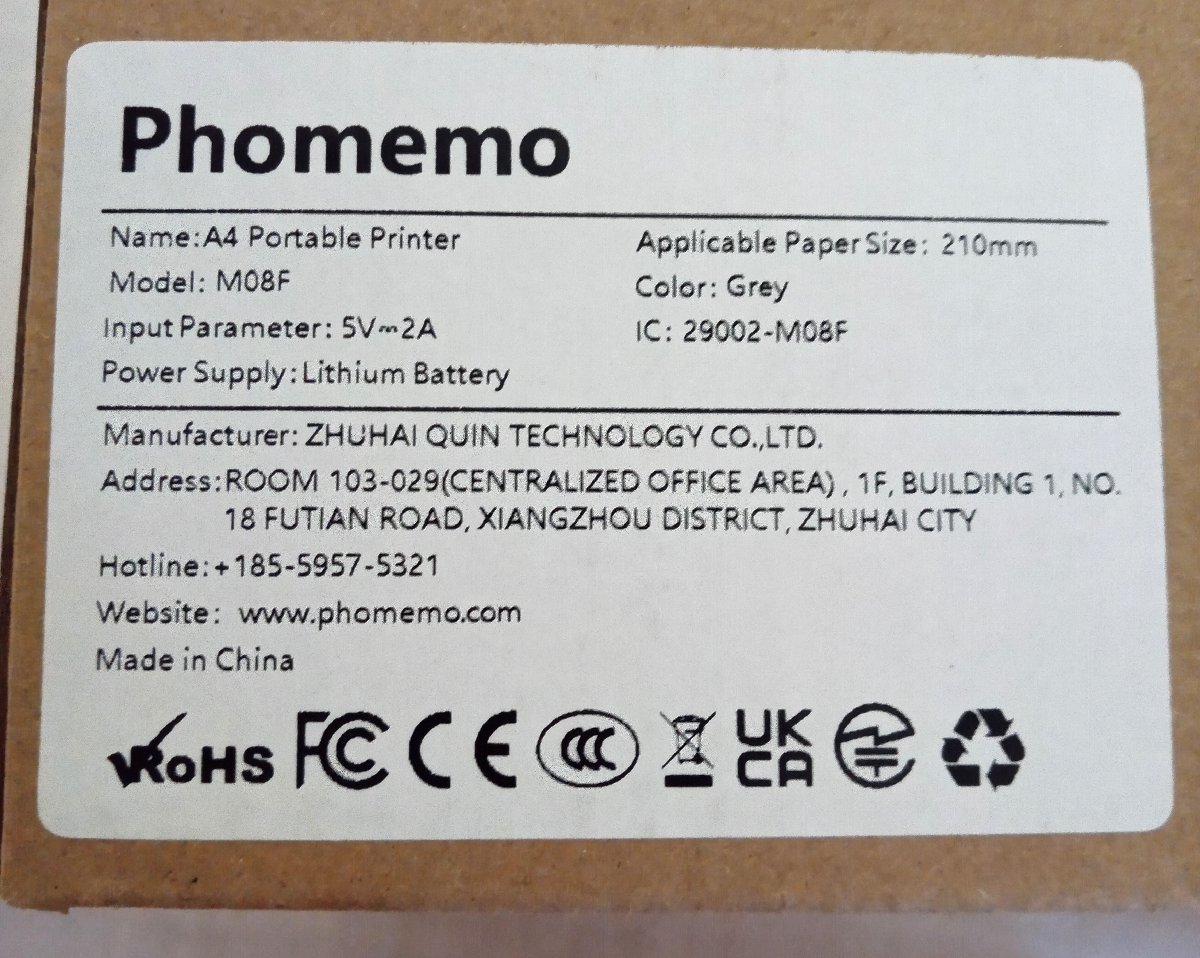 Phomemo
Name:A4 Portable Printer
Applicable Paper Size: 210mm
Model: M08F
Color: Grey
Input Parameter: 5V⎓2A
IC: 29002-M08F
Power Supply:Lithium Battery
Manufacturer: ZHUHAI QUIN TECHNOLOGY CO.,LTD.
Address:ROOM 103-029(CENTRALIZED OFFICE AREA) , 1F, BUILDING 1, NO.
18 FUTIAN ROAD, XIANGZHOU DISTRICT, ZHUHAI CITY
Hotline:+185-5957-5321
Website: www.phomemo.com
Made in China
RoHS FC CE CCC UK CA